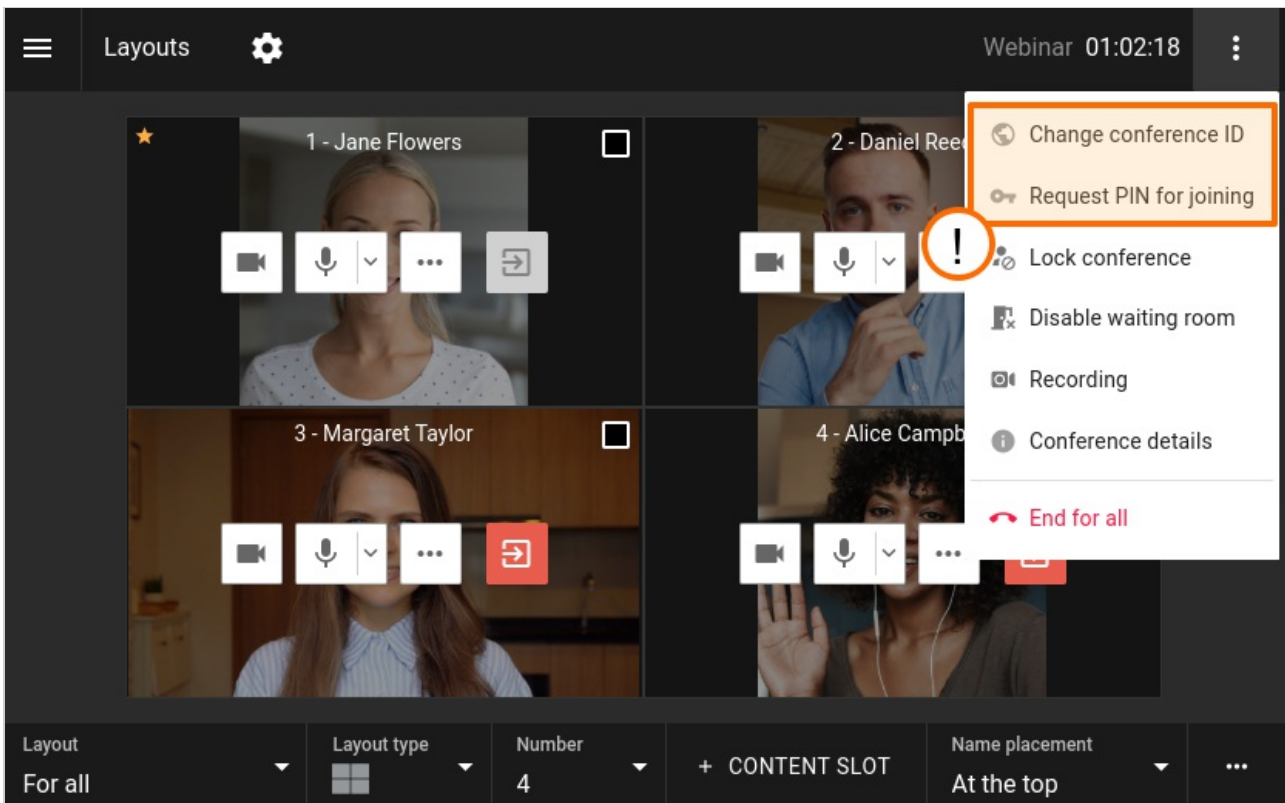 Layouts
Webinar 01:02:18
1 - Jane Flowers
2 - Daniel
Change conference ID
Request PIN for joining
!
Lock conference
Disable waiting room
Recording
Conference details
End for all
3 - Margaret Taylor
4 - Alice
Layout
For all
Layout type
Number
4
+ CONTENT SLOT
Name placement
At the top